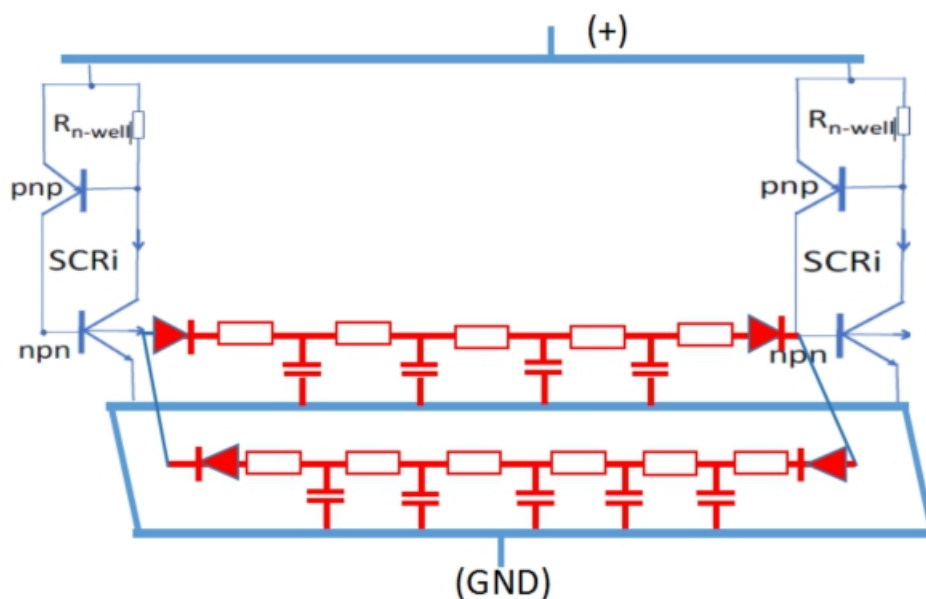 (+)
Rn-well
Rn-well
pnp
pnp
SCRi
SCRi
npn
npn
(GND)